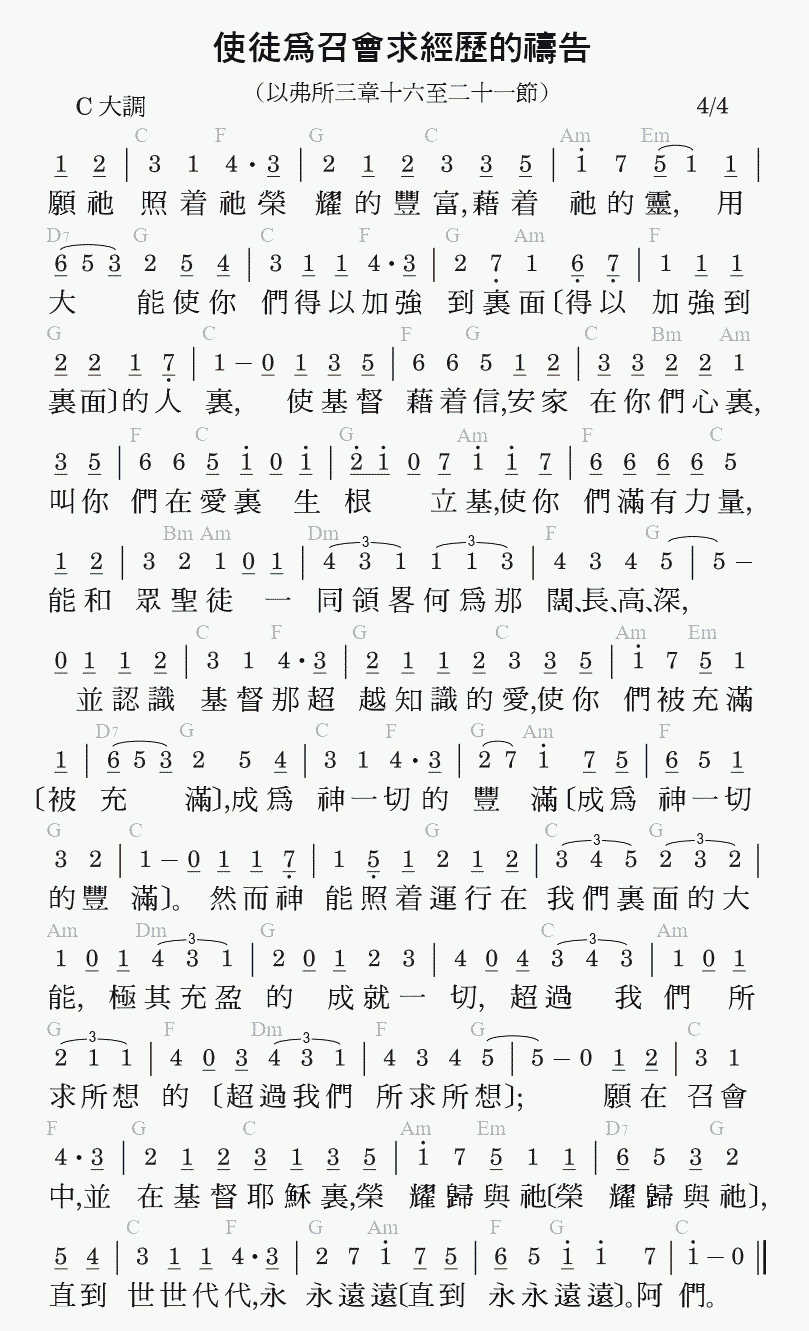 使徒爲召會求經歷的禱告
（以弗所三章十六至二十一節）
C 大調 4/4
C F G C Am Em
1 2 | 3 1 4 • 3 | 2 1 2 3 3 5 | 1 7 5 1 1 |
願祂 照着祂榮 耀的豐富,藉着 祂的靈, 用
D7 G C F G Am F
6 5 3 2 5 4 | 3 1 1 4 • 3 | 2 7 1 6 7 | 1 1 1
大 能使你 們得以加強 到裏面〔得以 加強到
G C F G C Bm Am
2 2 1 7 | 1 – 0 1 3 5 | 6 6 5 1 2 | 3 3 2 2 1
裏面〕的人 裏, 使基督 藉着信,安家 在你們心裏,
F C G Am F C
3 5 | 6 6 5 1 0 1 | 2 1 0 7 1 1 7 | 6 6 6 6 5
叫你 們在愛裏 生 根 立基,使你 們滿有力量,
Bm Am Dm F G
1 2 | 3 2 1 0 1 | 4 3 1 1 1 3 | 4 3 4 5 | 5 –
3 3
能和 眾聖徒 一 同領畧何爲那 闊、長、高、深,
C F G C Am Em
0 1 1 2 | 3 1 4 • 3 | 2 1 1 2 3 3 5 | 1 7 5 1
並認識 基督那超 越知識的愛,使你 們被充滿
D7 G C F G Am F
1 | 6 5 3 2 5 4 | 3 1 4 • 3 | 2 7 1 7 5 | 6 5 1
〔被 充 滿〕,成爲 神一切的 豐 滿〔成爲 神一切
G C G C G
3 2 | 1 – 0 1 1 7 | 1 5 1 2 1 2 | 3 4 5 2 3 2 |
3 3
的豐 滿〕。 然而神 能照着運行在 我們裏面的大
Am Dm G C Am
1 0 1 4 3 1 | 2 0 1 2 3 | 4 0 4 3 4 3 | 1 0 1
3 3
能, 極其充盈 的 成就一 切, 超過 我 們 所
G F Dm F G C
2 1 1 | 4 0 3 4 3 1 | 4 3 4 5 | 5 – 0 1 2 | 3 1
3 3
求所想 的 〔超過我們 所求所想〕; 願在 召會
F G C Am Em D7 G
4 • 3 | 2 1 2 3 1 3 5 | 1 7 5 1 1 | 6 5 3 2
中,並 在基督耶穌裏,榮 耀歸與祂〔榮 耀歸與祂〕,
C F G Am F G C
5 4 | 3 1 1 4 • 3 | 2 7 1 7 5 | 6 5 1 1 7 | 1 – 0 ‖
直到 世世代代,永 永遠遠〔直到 永永遠遠〕。阿 們。